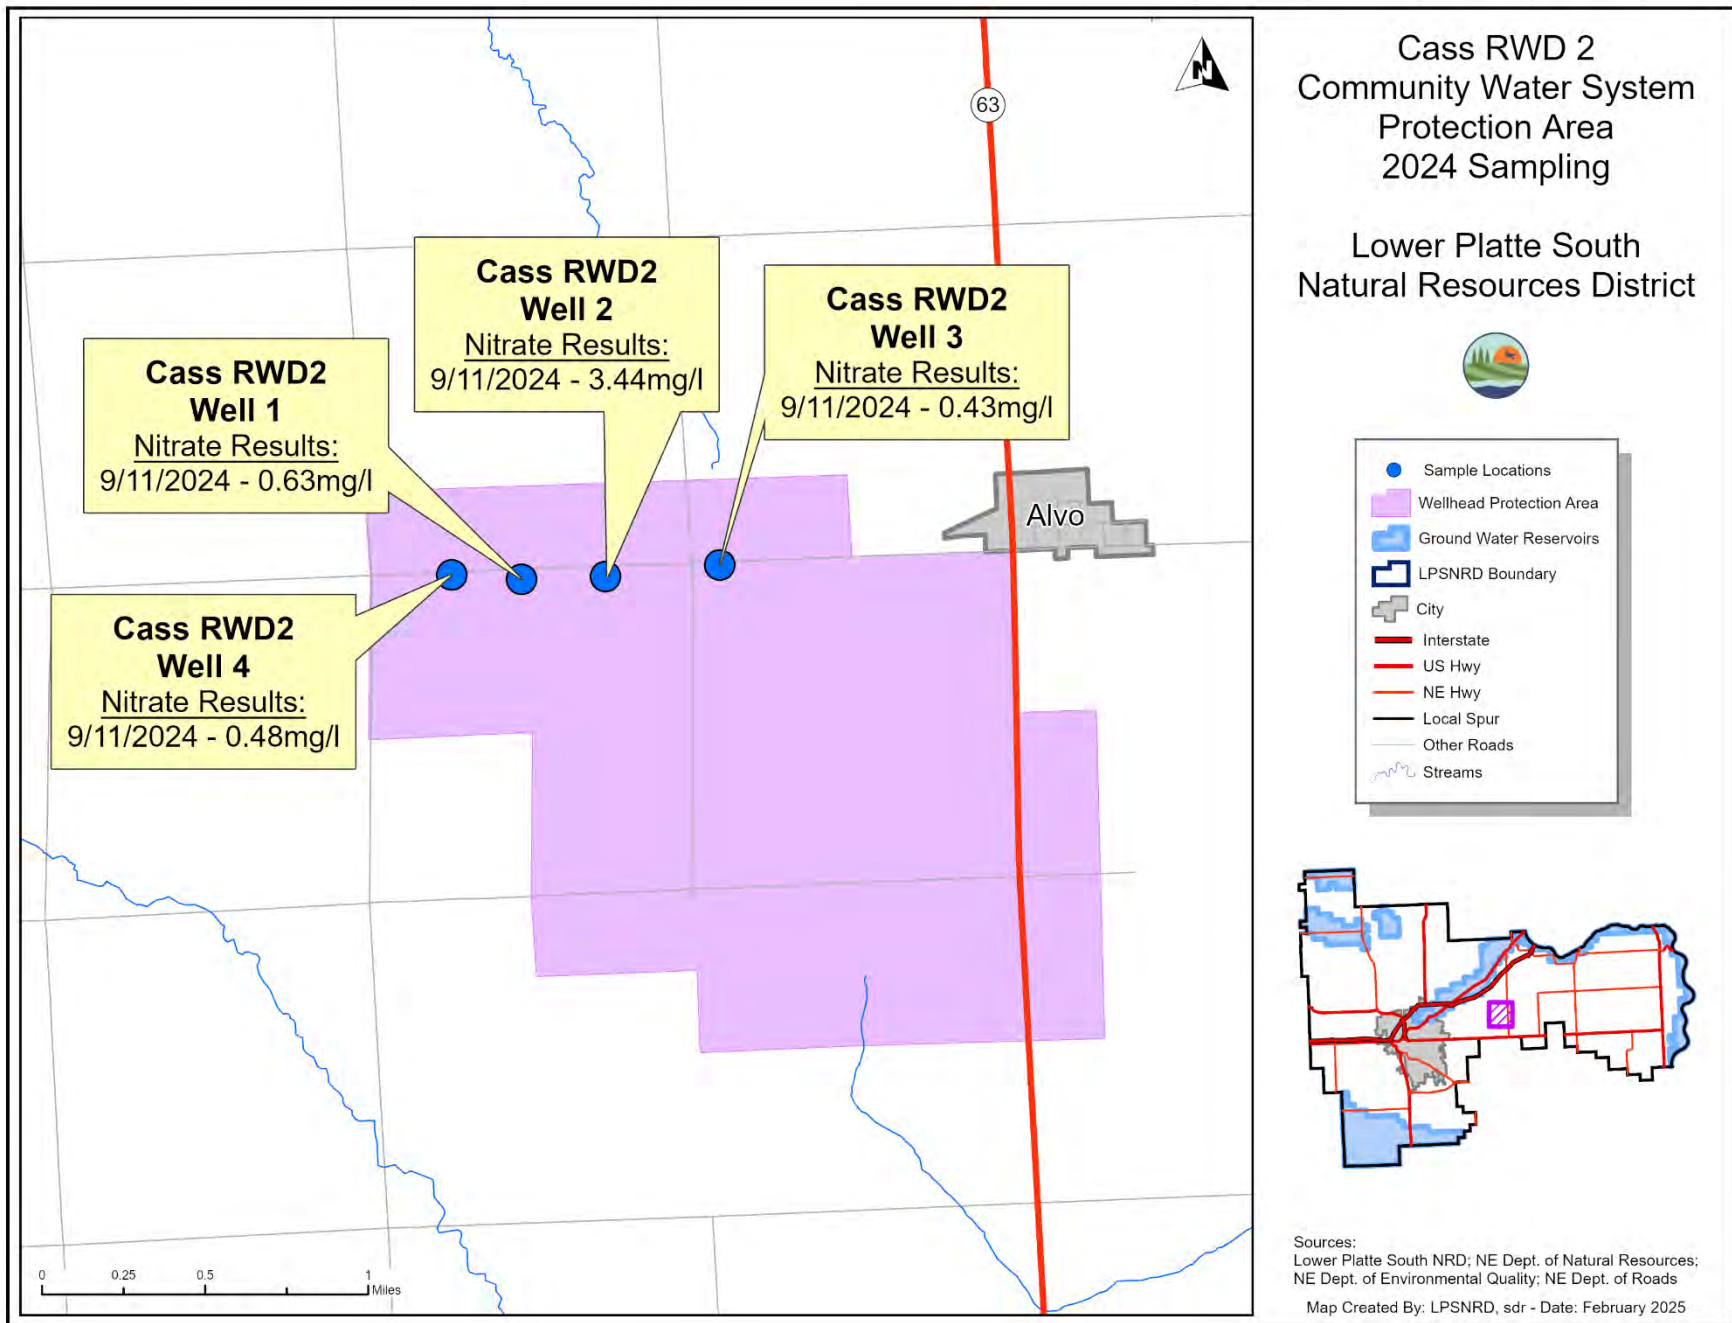 Cass RWD 2
Community Water System
Protection Area
2024 Sampling
Lower Platte South
Natural Resources District
N
63
Cass RWD2
Well 2
Nitrate Results:
9/11/2024 - 3.44mg/l
Cass RWD2
Well 3
Nitrate Results:
9/11/2024 - 0.43mg/l
Cass RWD2
Well 1
Nitrate Results:
9/11/2024 - 0.63mg/l
Alvo
Cass RWD2
Well 4
Nitrate Results:
9/11/2024 - 0.48mg/l
Sample Locations
Wellhead Protection Area
Ground Water Reservoirs
LPSNRD Boundary
City
Interstate
US Hwy
NE Hwy
Local Spur
Other Roads
Streams
0 0.25 0.5 1
Miles
Sources:
Lower Platte South NRD; NE Dept. of Natural Resources;
NE Dept. of Environmental Quality; NE Dept. of Roads
Map Created By: LPSNRD, sdr - Date: February 2025